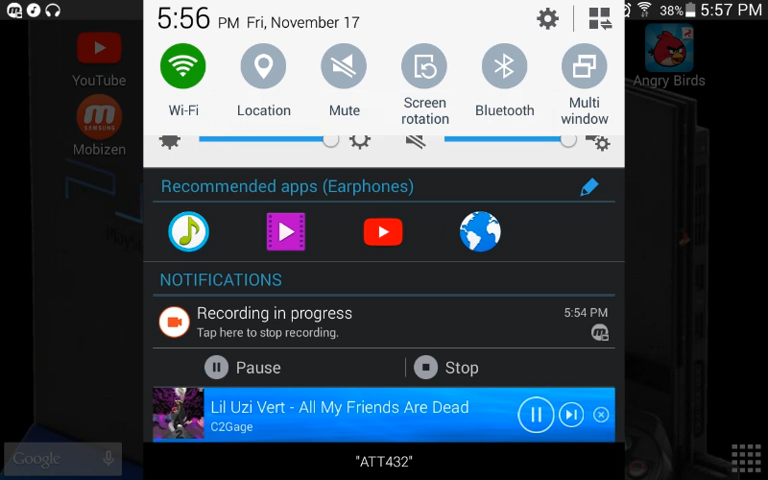 38% 5:57 PM
5:56 PM Fri, November 17
YouTube
Mobizen
SAMSUNG
Angry Birds
Wi-Fi
Location
Mute
Screen rotation
Bluetooth
Multi window
Recommended apps (Earphones)
NOTIFICATIONS
Recording in progress
5:54 PM
Tap here to stop recording.
Pause
Stop
Lil Uzi Vert - All My Friends Are Dead
C2Gage
Google
"ATT432"